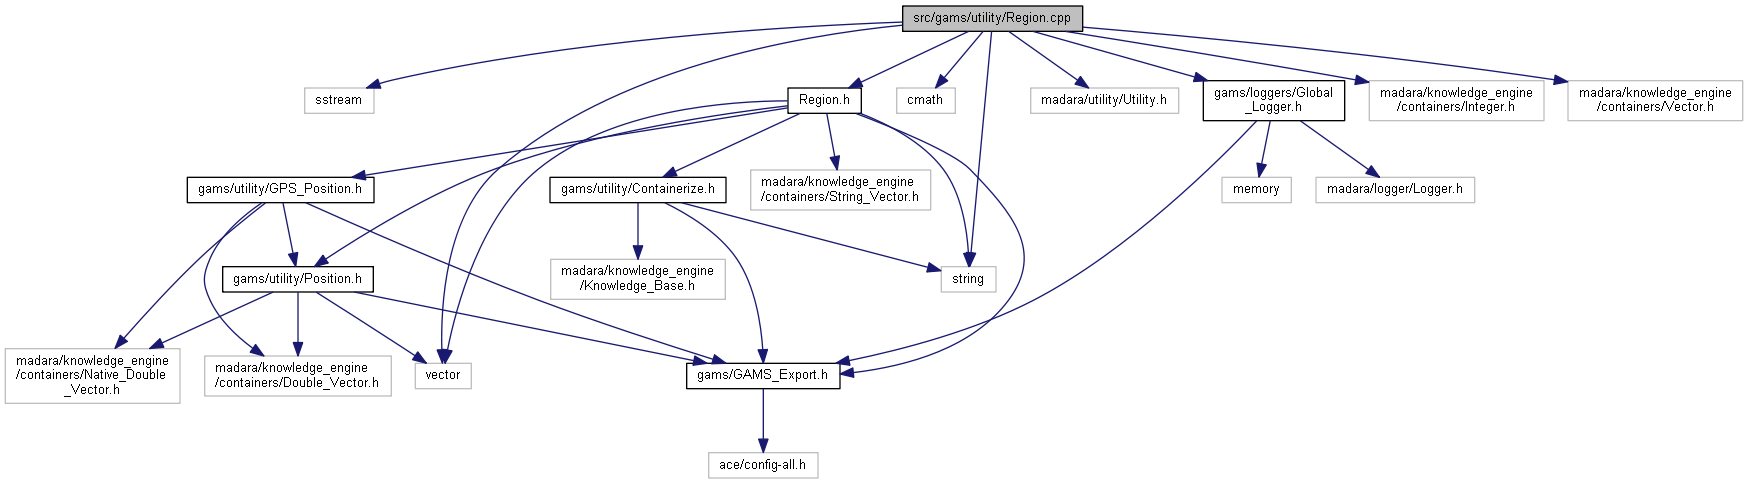 src/gams/utility/Region.cpp
sstream
Region.h
cmath
madara/utility/Utility.h
gams/loggers/Global
_Logger.h
madara/knowledge_engine
/containers/Integer.h
madara/knowledge_engine
/containers/Vector.h
gams/utility/GPS_Position.h
gams/utility/Containerize.h
madara/knowledge_engine
/containers/String_Vector.h
memory
madara/logger/Logger.h
gams/utility/Position.h
madara/knowledge_engine
/Knowledge_Base.h
string
madara/knowledge_engine
/containers/Native_Double
_Vector.h
madara/knowledge_engine
/containers/Double_Vector.h
vector
gams/GAMS_Export.h
ace/config-all.h